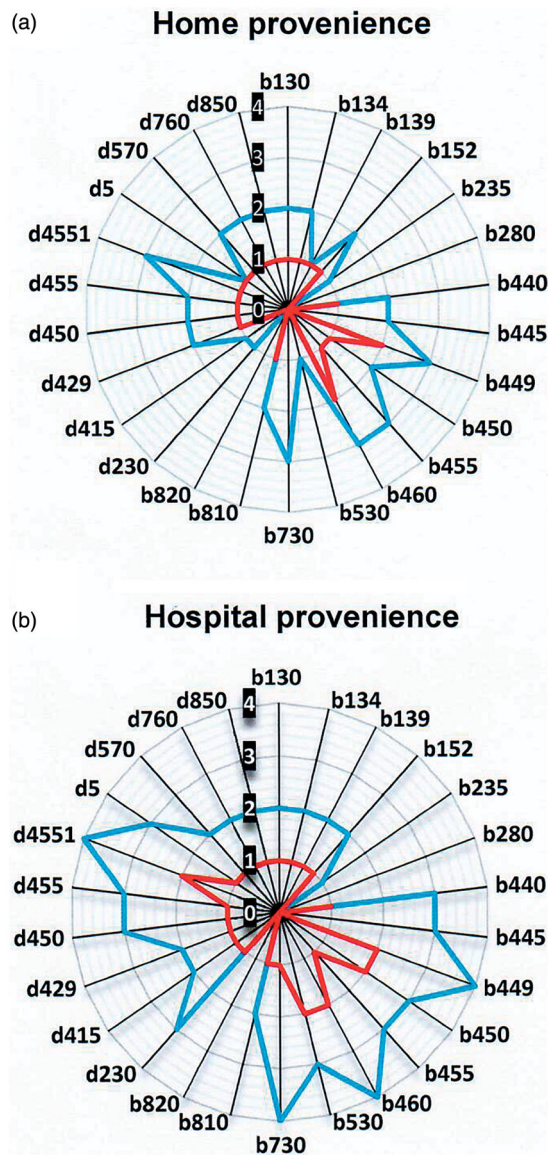 (a)
Home provenience
b130
b134
b139
b152
b235
b280
b440
b445
b449
b450
b455
b460
b530
b730
b810
b820
d230
d415
d429
d450
d455
d4551
d5
d570
d760
d850
4
3
2
1
0
(b)
Hospital provenience
b130
b134
b139
b152
b235
b280
b440
b445
b449
b450
b455
b460
b530
b730
b810
b820
d230
d415
d429
d450
d455
d4551
d5
d570
d760
d850
4
3
2
1
0